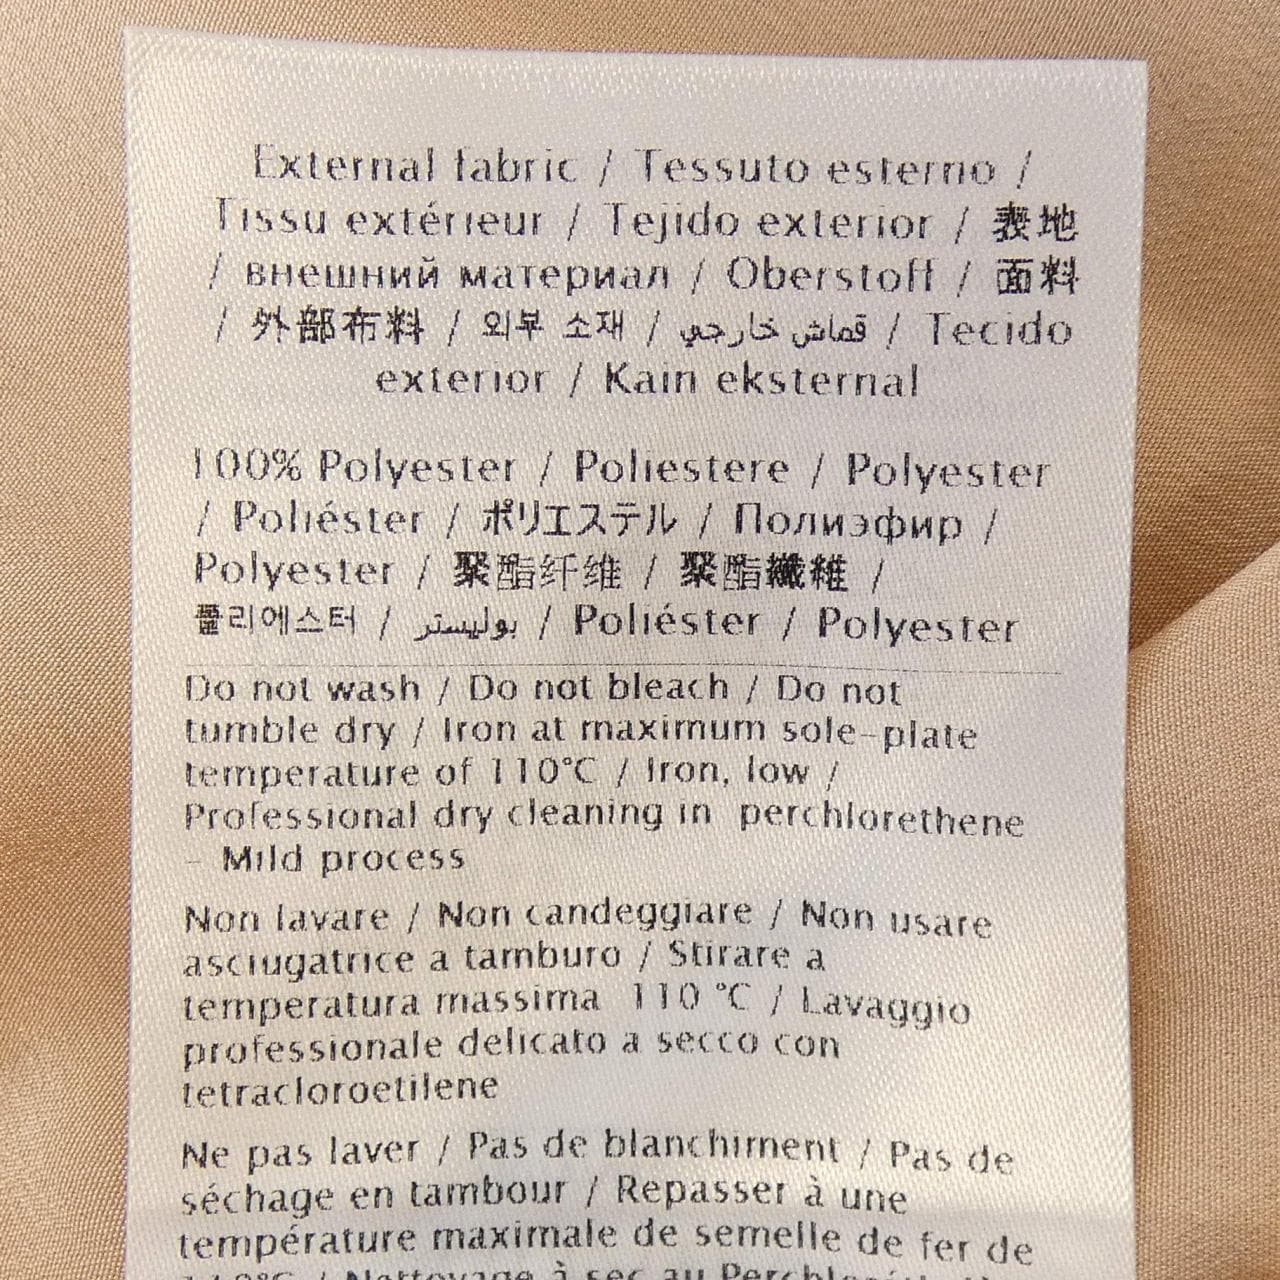 External fabric / Tessuto esterno /
Tissu extérieur / Tejido exterior / 表地
/ внешний материал / Oberstoff / 面料
/ 外部布料 / 외부 소재 / قماش خارجي / Tecido
exterior / Kain eksternal
100% Polyester / Poliestere / Polyester
/ Poliéster / ポリエステル / Полиэфир /
Polyester / 聚酯纤维 / 聚酯纖維 /
폴리에스터 / بوليستر / Poliéster / Polyester
Do not wash / Do not bleach / Do not
tumble dry / Iron at maximum sole-plate
temperature of 110°C / Iron, low /
Professional dry cleaning in perchlorethene
- Mild process
Non lavare / Non candeggiare / Non usare
asciugatrice a tamburo / Stirare a
temperatura massima 110 °C / Lavaggio
professionale delicato a secco con
tetracloroetilene
Ne pas laver / Pas de blanchiment / Pas de
séchage en tambour / Repasser à une
température maximale de semelle de fer de
110°C / Nettoyage à sec au